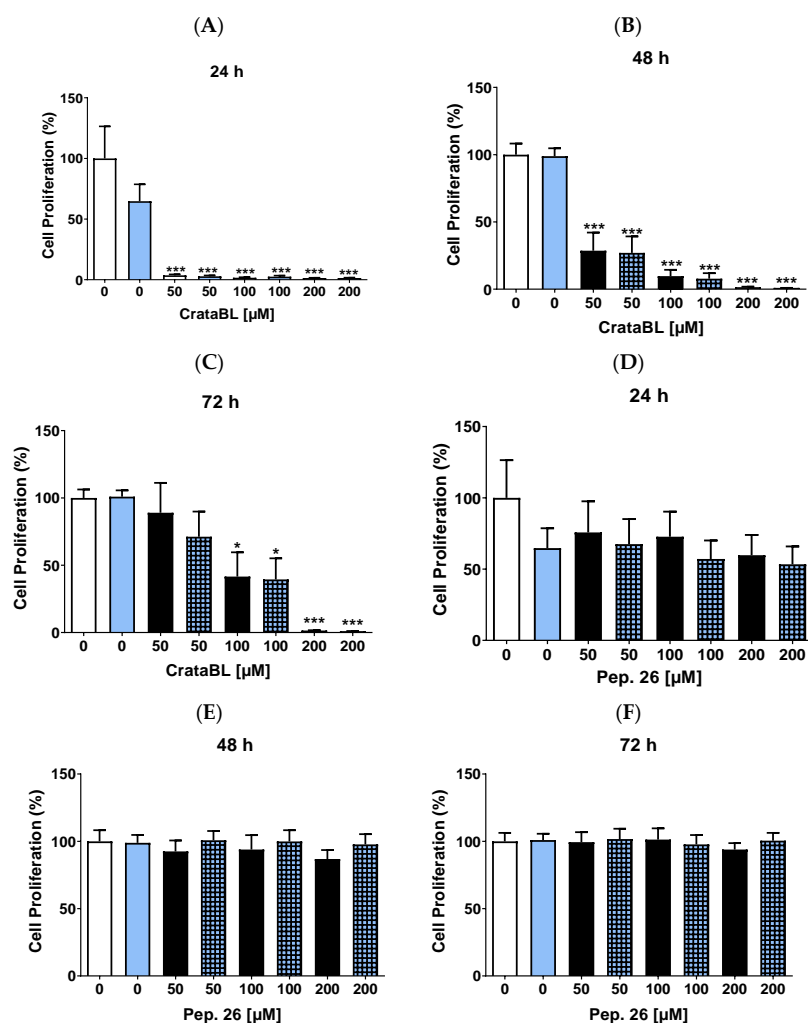 (A)
24 h
Cell Proliferation (%)
150
100
50
0
*** *** *** *** *** ***
0 0 50 50 100 100 200 200
CrataBL [µM]
(B)
48 h
Cell Proliferation (%)
150
100
50
0
*** *** *** *** *** ***
0 0 50 50 100 100 200 200
CrataBL [µM]
(C)
72 h
Cell Proliferation (%)
150
100
50
0
* * *** ***
0 0 50 50 100 100 200 200
CrataBL [µM]
(D)
24 h
Cell Proliferation (%)
150
100
50
0
0 0 50 50 100 100 200 200
Pep. 26 [µM]
(E)
48 h
Cell Proliferation (%)
150
100
50
0
0 0 50 50 100 100 200 200
Pep. 26 [µM]
(F)
72 h
Cell Proliferation (%)
150
100
50
0
0 0 50 50 100 100 200 200
Pep. 26 [µM]